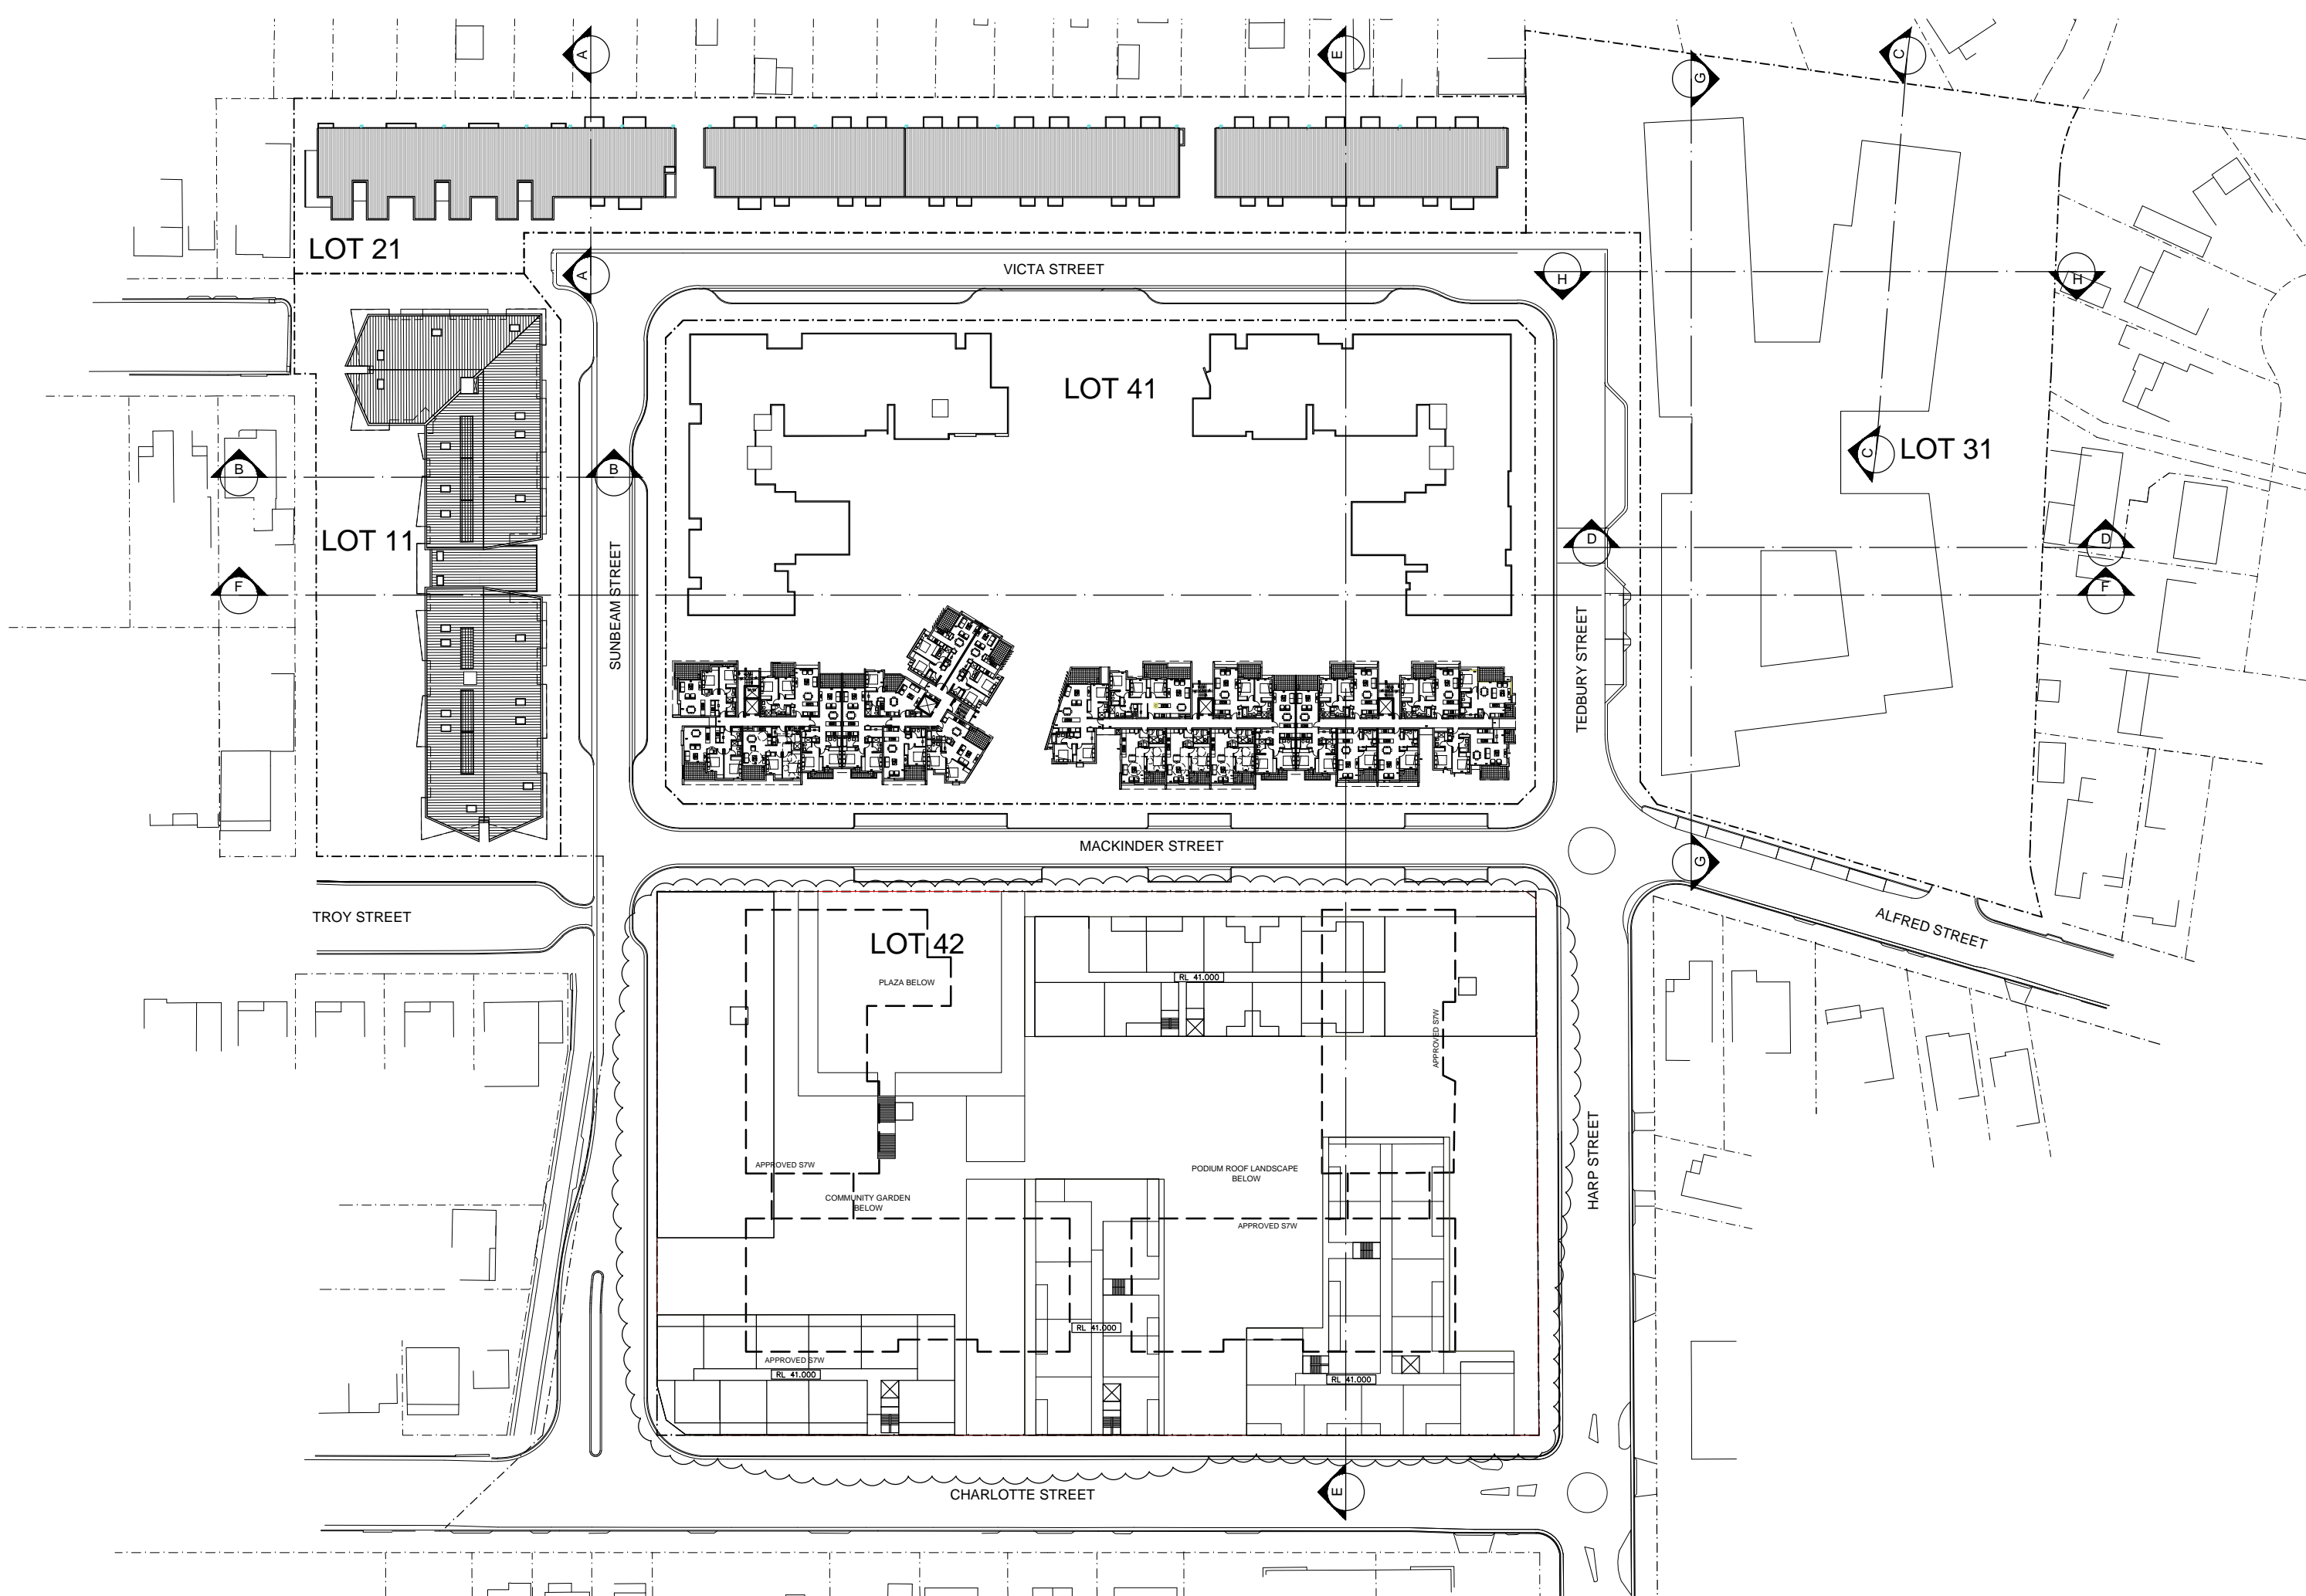 A
E
G
C
LOT 21
A
VICTA STREET
H
H
LOT 41
LOT 31
C
B
B
LOT 11
D
D
F
F
SUNBEAM STREET
TEDBURY STREET
MACKINDER STREET
G
TROY STREET
ALFRED STREET
LOT 42
PLAZA BELOW
RL 41.000
APPROVED S7W
APPROVED S7W
PODIUM ROOF LANDSCAPE
BELOW
HARP STREET
COMMUNITY GARDEN
BELOW
APPROVED S7W
RL 41.000
APPROVED S7W
RL 41.000
RL 41.000
CHARLOTTE STREET
E